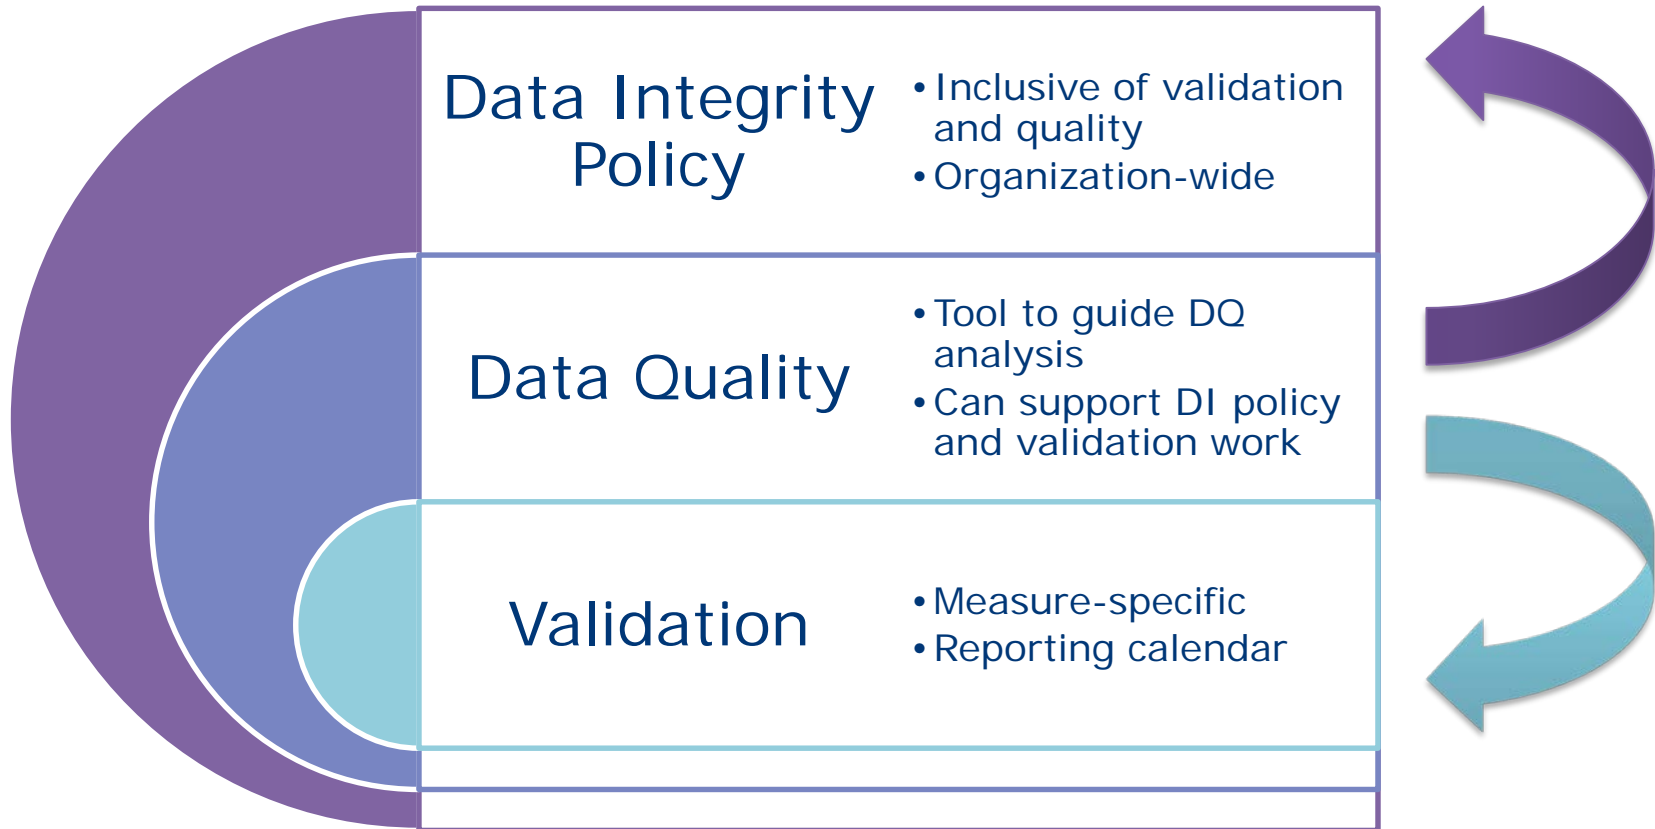 Data Integrity
Policy
• Inclusive of validation
and quality
• Organization-wide
Data Quality
• Tool to guide DQ
analysis
• Can support DI policy
and validation work
Validation
• Measure-specific
• Reporting calendar